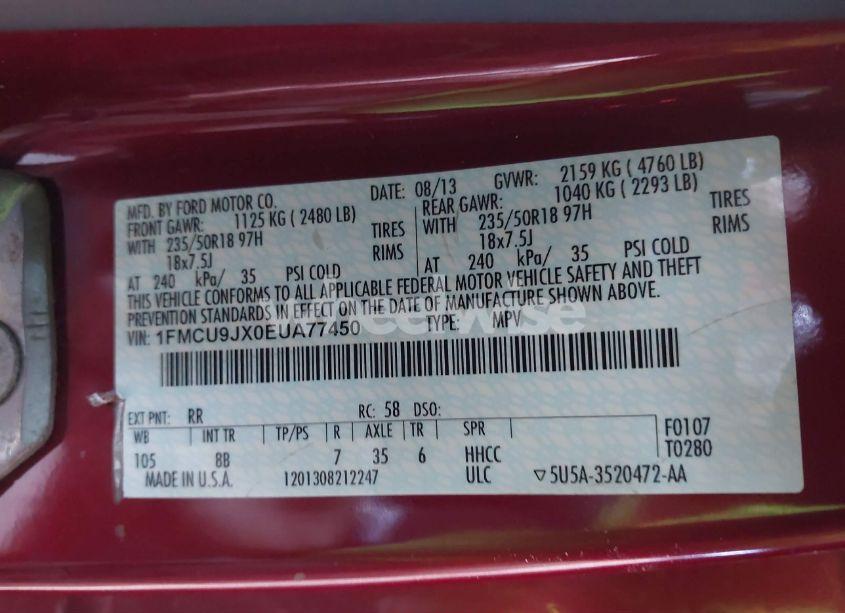 MFD. BY FORD MOTOR CO. DATE: 08/13 GVWR: 2159 KG ( 4760 LB)
FRONT GAWR: 1125 KG ( 2480 LB) REAR GAWR: 1040 KG ( 2293 LB)
WITH 235/50R18 97H TIRES WITH 235/50R18 97H TIRES
18x7.5J RIMS 18x7.5J RIMS
AT 240 kPa/ 35 PSI COLD AT 240 kPa/ 35 PSI COLD
THIS VEHICLE CONFORMS TO ALL APPLICABLE FEDERAL MOTOR VEHICLE SAFETY AND THEFT
PREVENTION STANDARDS IN EFFECT ON THE DATE OF MANUFACTURE SHOWN ABOVE.
VIN: 1FMCU9JX0EUA77450 TYPE: MPV
EXT PNT: RR RC: 58 DSO: F0107
WB INT TR TP/PS R AXLE TR SPR T0280
105 8B 7 35 6 HHCC
MADE IN U.S.A. 1201308212247 ULC ▽5U5A-3520472-AA